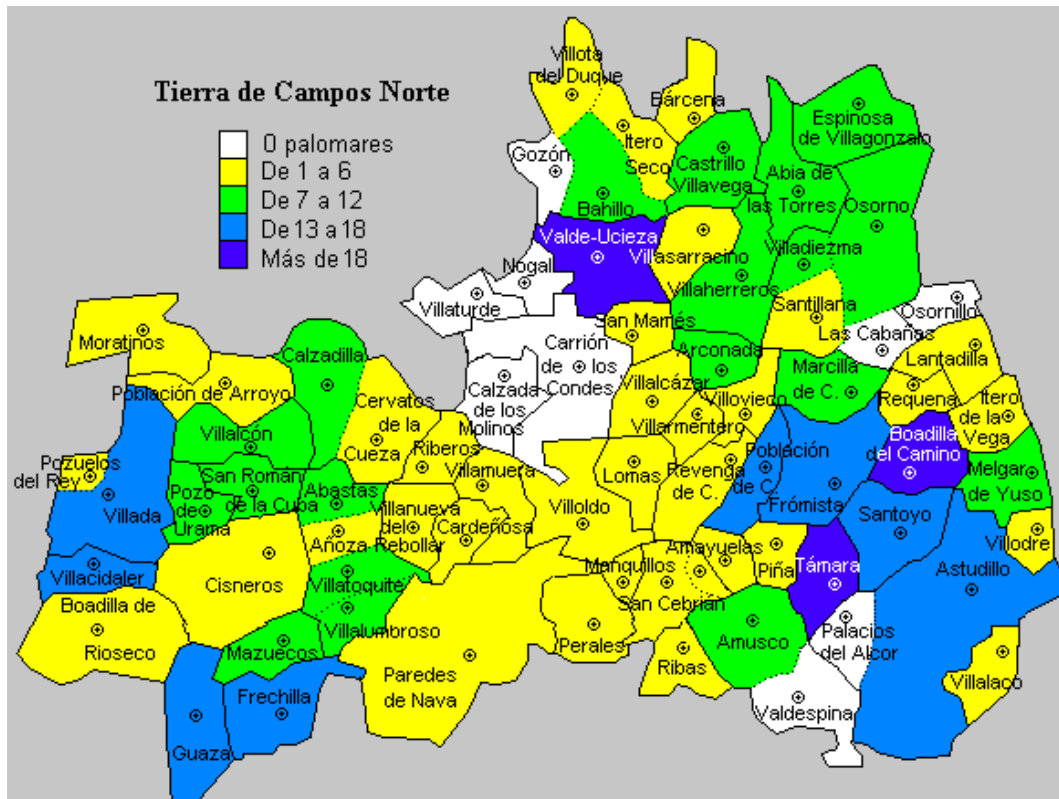 Villota
del Duque
Bárcena
Tierra de Campos Norte
0 palomares
De 1 a 6
De 7 a 12
De 13 a 18
Más de 18
Itero
Seco
Gozón
Castrillo
Villavega
Espinosa
de Villagonzalo
Abia de
las Torres
Osorno
Bahillo
Valde-Ucieza
Villasarracino
Villadiezma
Nogal
Villaherreros
Villaturde
Santillana
Osornillo
San Mamés
Las Cabañas
Moratinos
Calzadilla
Carrión
de los
Condes
Arconada
Lantadilla
Población de Arroyo
Calzada
de los
Molinos
Villalcázar
Marcilla
de C.
Cervatos
de la
Cueza
Villoviedo
Requena
Itero
de la
Vega
Villalcón
Riberos
Villarmentero
Boadilla
del Camino
Pozuelos
del Rey
San Román
de la Cuba
Villamuera
Lomas
Revenga
de C.
Población
de C.
Melgar
de Yuso
Villada
Pozo
de
Urama
Abastas
Villanueva
del
Rebollar
Cardeñosa
Villoldo
Frómista
Santoyo
Añoza
Villodre
Villacidaler
Cisneros
Villatoquite
Manquillos
Amayuelas
Piña
Támara
Astudillo
Boadilla de
Rioseco
San Cebrián
Villalumbroso
Palacios
del Alcor
Mazuecos
Perales
Amusco
Ribas
Paredes
de Nava
Villalaco
Frechilla
Valdespina
Guaza